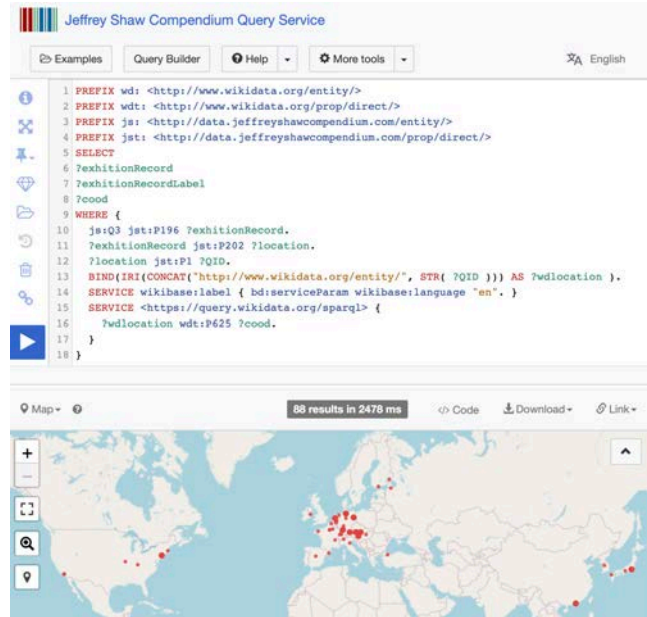 Jeffrey Shaw Compendium Query Service
Examples Query Builder Help More tools English
1 PREFIX wd: <http://www.wikidata.org/entity/>
2 PREFIX wdt: <http://www.wikidata.org/prop/direct/>
3 PREFIX js: <http://data.jeffreyshawcompendium.com/entity/>
4 PREFIX jst: <http://data.jeffreyshawcompendium.com/prop/direct/>
5 SELECT
6 ?exhitionRecord
7 ?exhitionRecordLabel
8 ?cood
9 WHERE {
10 js:Q3 jst:P196 ?exhitionRecord.
11 ?exhitionRecord jst:P202 ?location.
12 ?location jst:P1 ?QID.
13 BIND(IRI(CONCAT("http://www.wikidata.org/entity/", STR( ?QID ))) AS ?wdlocation ).
14 SERVICE wikibase:label { bd:serviceParam wikibase:language "en". }
15 SERVICE <https://query.wikidata.org/sparql> {
16 ?wdlocation wdt:P625 ?cood.
17 }
18 }
Map 88 results in 2478 ms </> Code Download Link